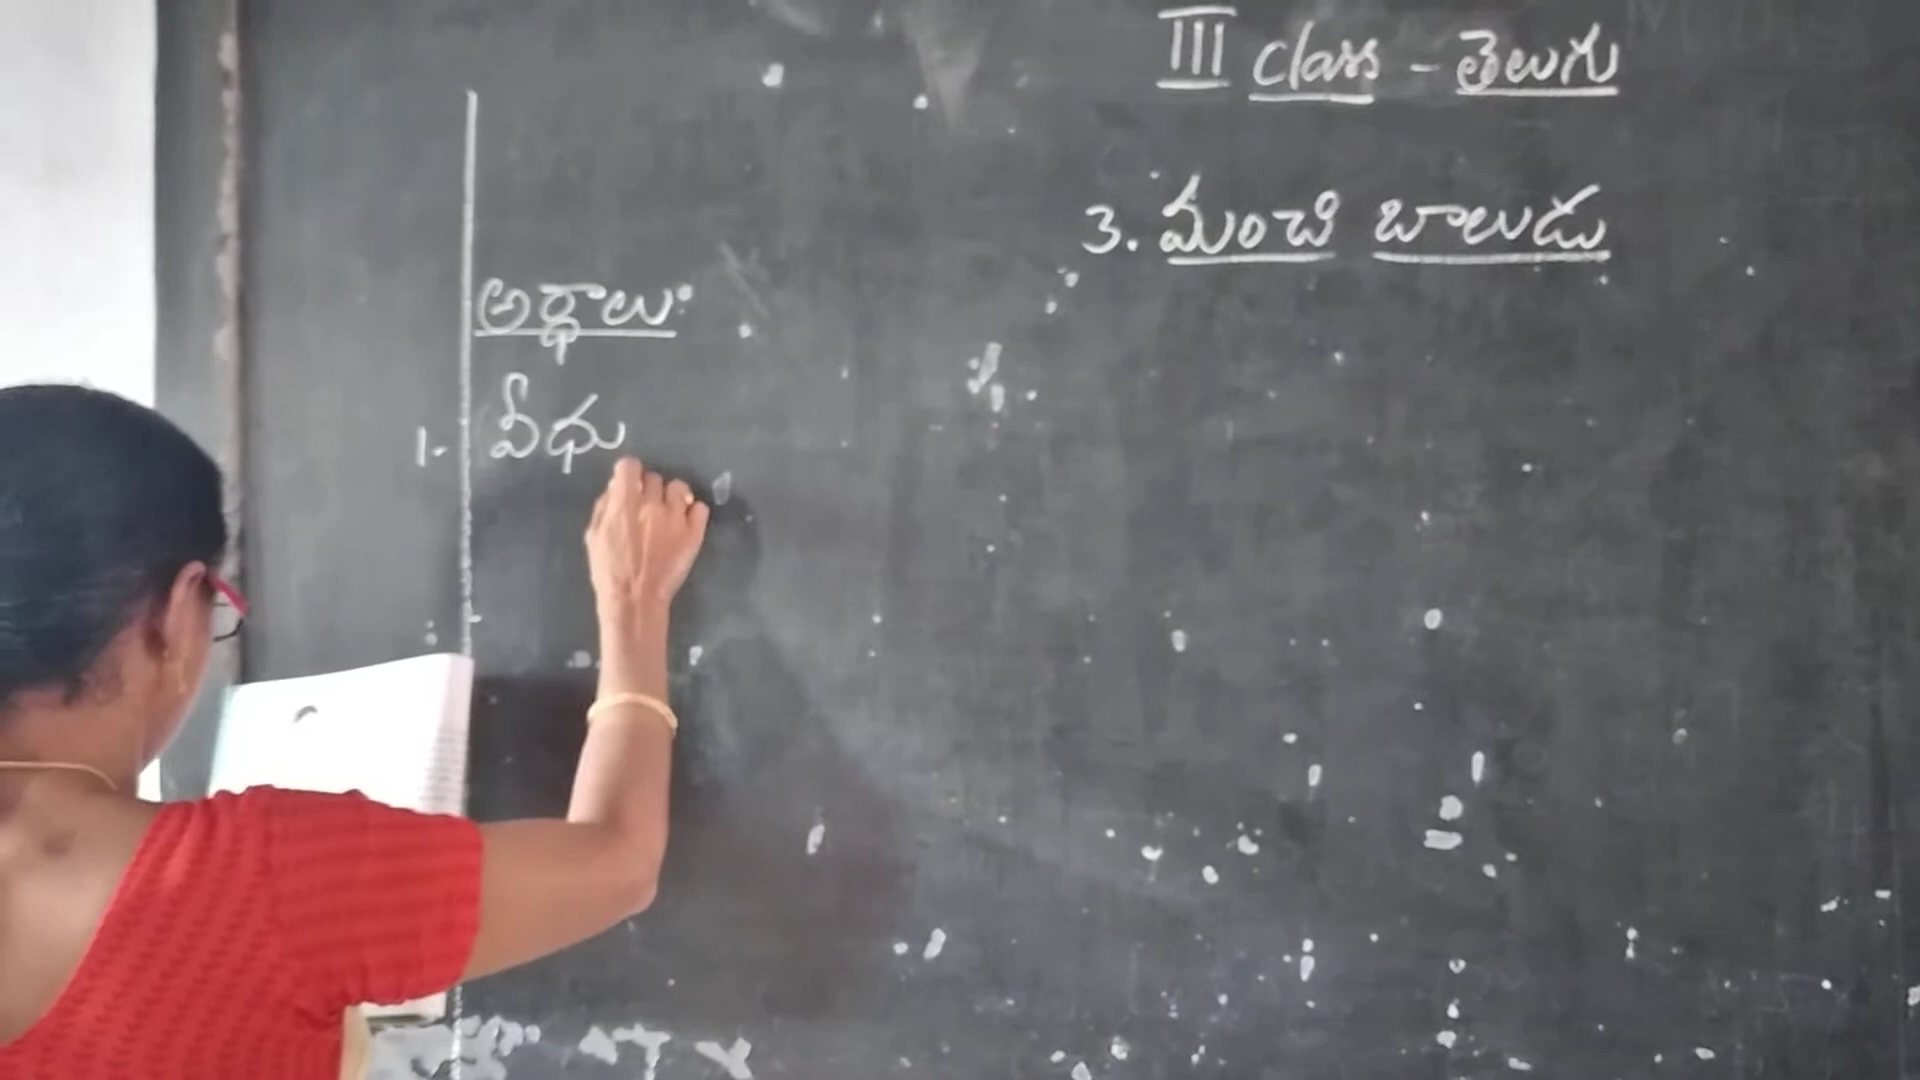 III class - తెలుగు
3. మంచి బాలుడు
అర్థాలు:
1. వీధు